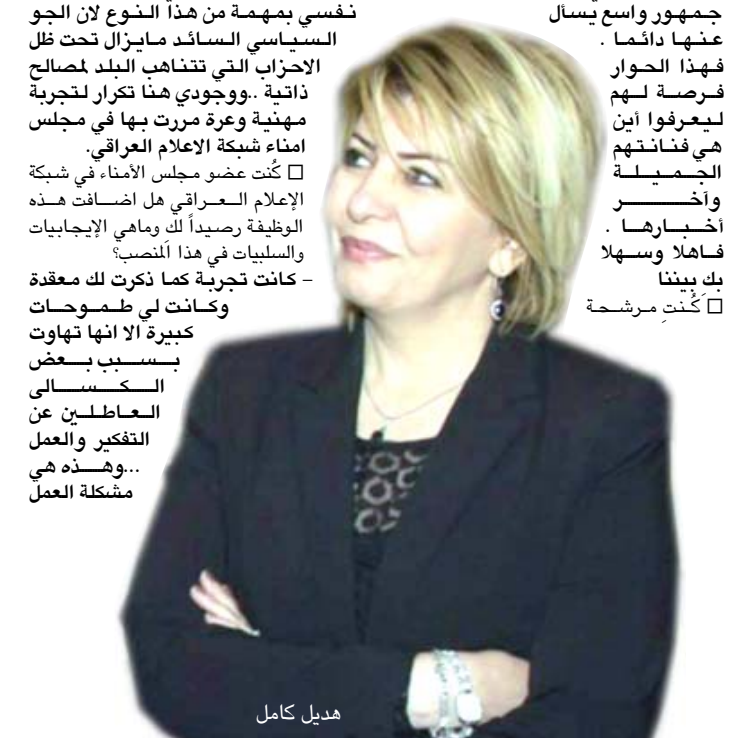 جمهور واسع يسأل
عنها دائما .
فهذا الحوار
فرصة لهم
ليعرفوا أين
هي فنانتهم
الجميلة
وآخر
أخبارها .
فاهلا وسهلا
بكِ بيننا
□ كُنتِ مرشحة
نفسي بمهمة من هذا النوع لان الجو
السياسي السائد مايزال تحت ظل
الاحزاب التي تتناهب البلد لمصالح
ذاتية ..ووجودي هنا تكرار لتجربة
مهنية وعرة مررت بها في مجلس
امناء شبكة الاعلام العراقي.
□ كُنت عضو مجلس الأمناء في شبكة
الإعلام العراقي هل اضافت هذه
الوظيفة رصيداً لك وماهي الإيجابيات
والسلبيات في هذا اَلمنصب؟
– كانت تجربة كما ذكرت لك معقدة
وكانت لي طموحات
كبيرة الا انها تهاوت
بسبب بعض
الكسالى
العاطلين عن
التفكير والعمل
...وهذه هي
مشكلة العمل
هديل كامل